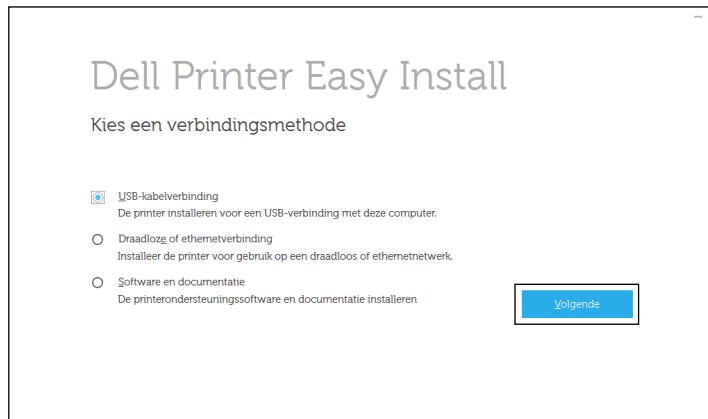 Dell Printer Easy Install
Kies een verbindingsmethode
USB-kabelverbinding
De printer installeren voor een USB-verbinding met deze computer.
Draadloze of ethernetverbinding
Installeer de printer voor gebruik op een draadloos of ethernetnetwerk.
Software en documentatie
De printerondersteuningssoftware en documentatie installeren
Volgende